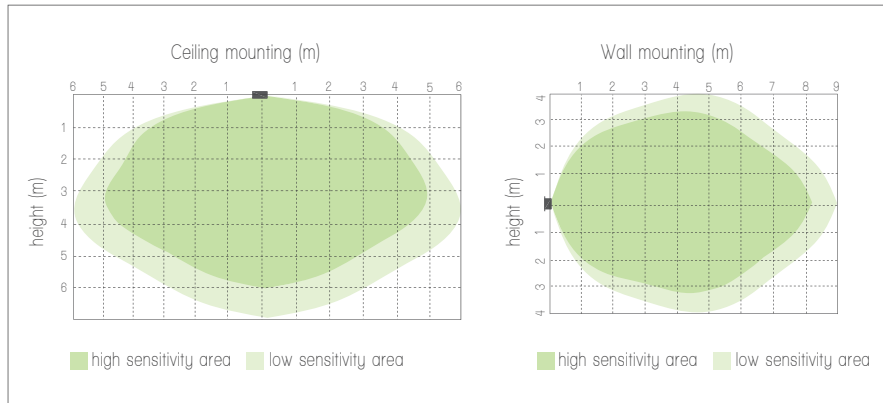 Ceiling mounting (m)
6 5 4 3 2 1 1 2 3 4 5 6
1
2
3
4
5
6
height (m)
high sensitivity area low sensitivity area
Wall mounting (m)
1 2 3 4 5 6 7 8 9
4
3
2
1
1
2
3
4
height (m)
high sensitivity area low sensitivity area